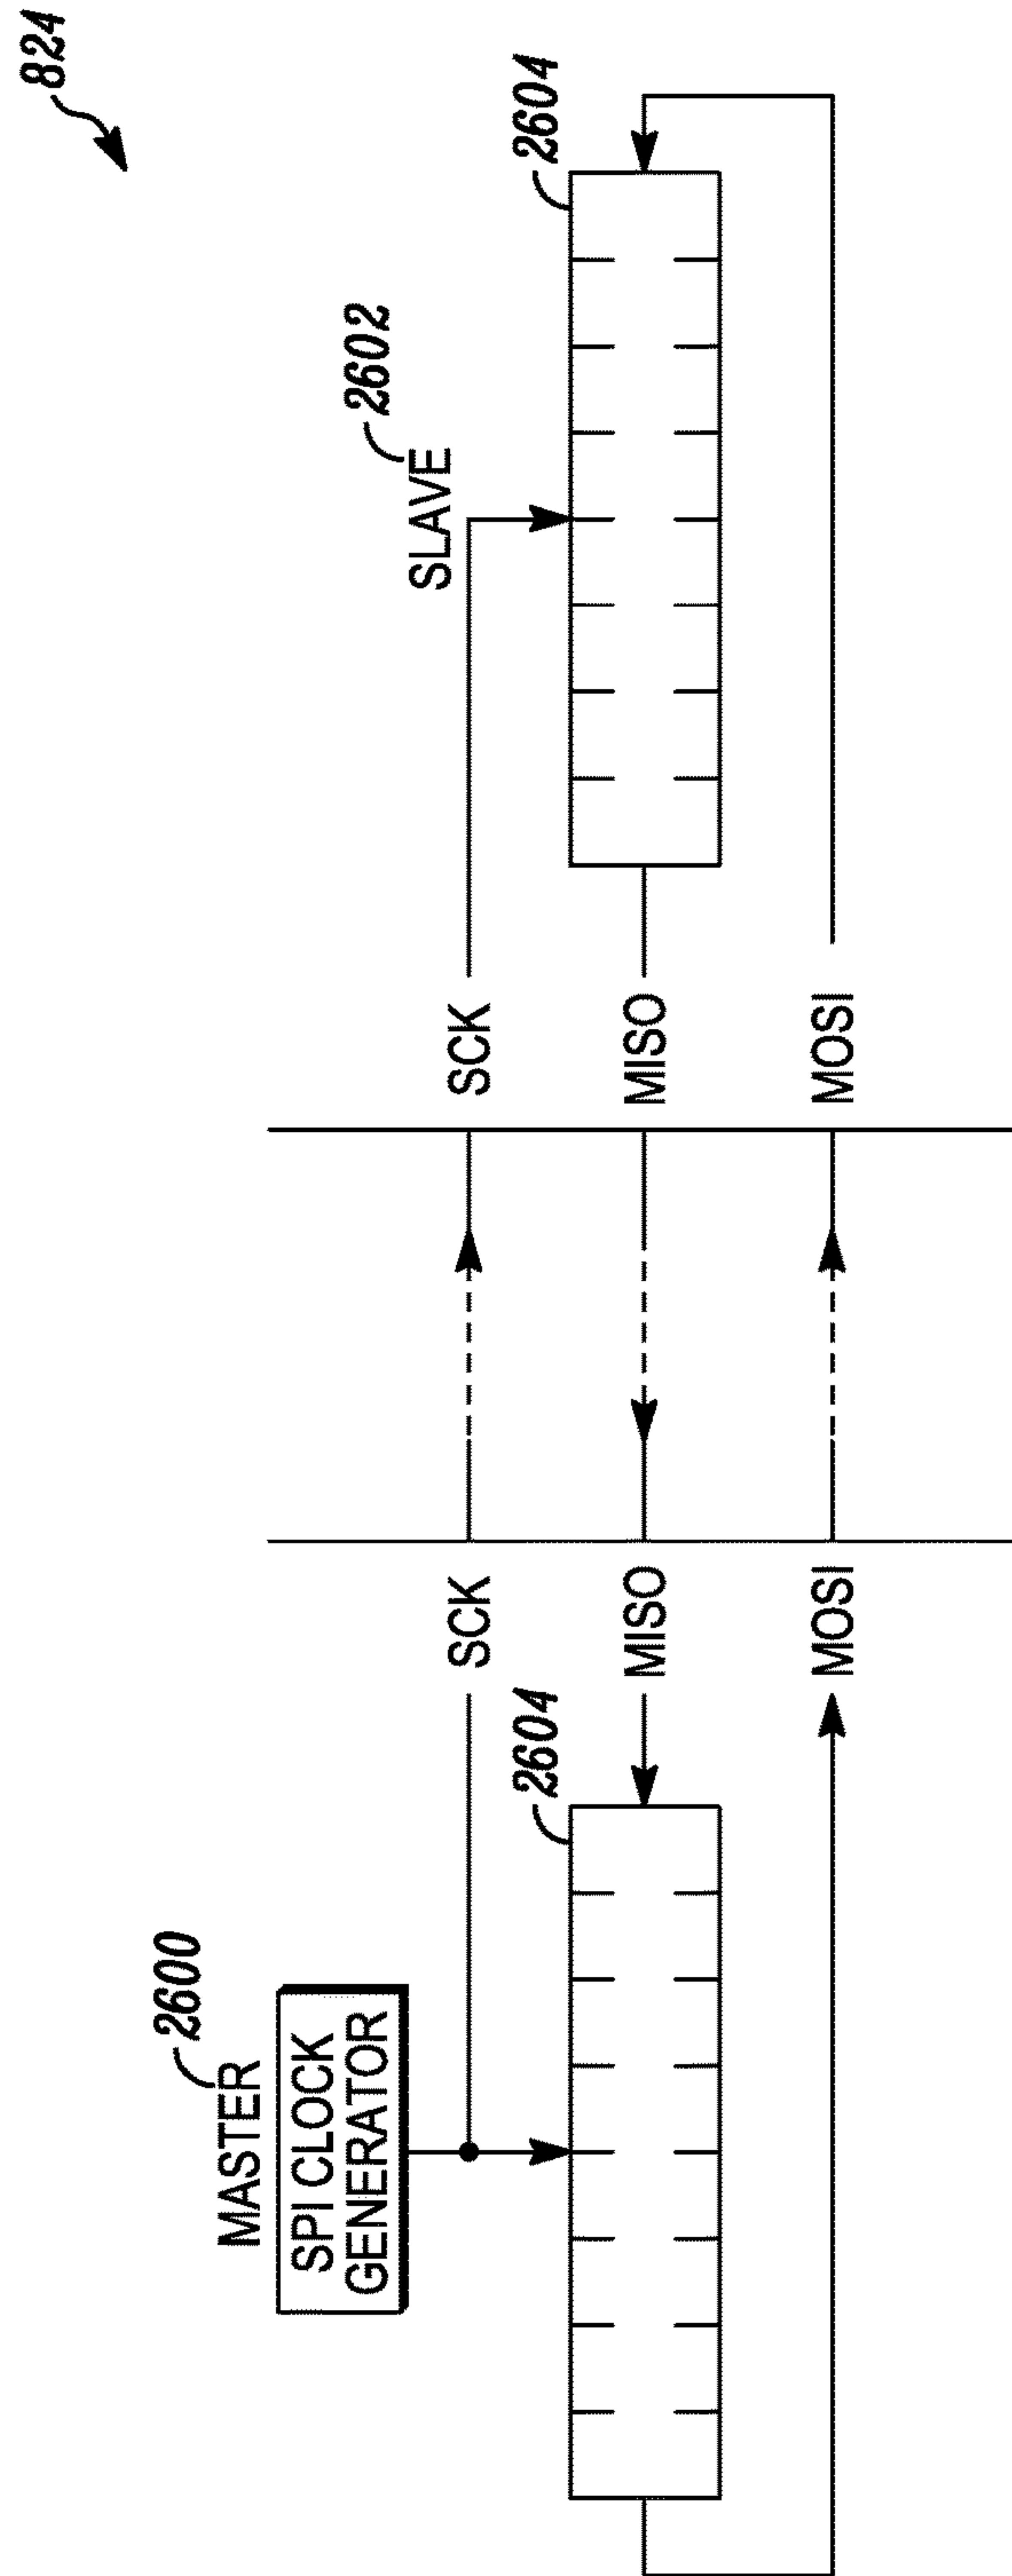 824
MASTER
2600
SPI CLOCK
GENERATOR
2604
SCK
MISO
MOSI
SCK
MISO
MOSI
SLAVE
2602
2604